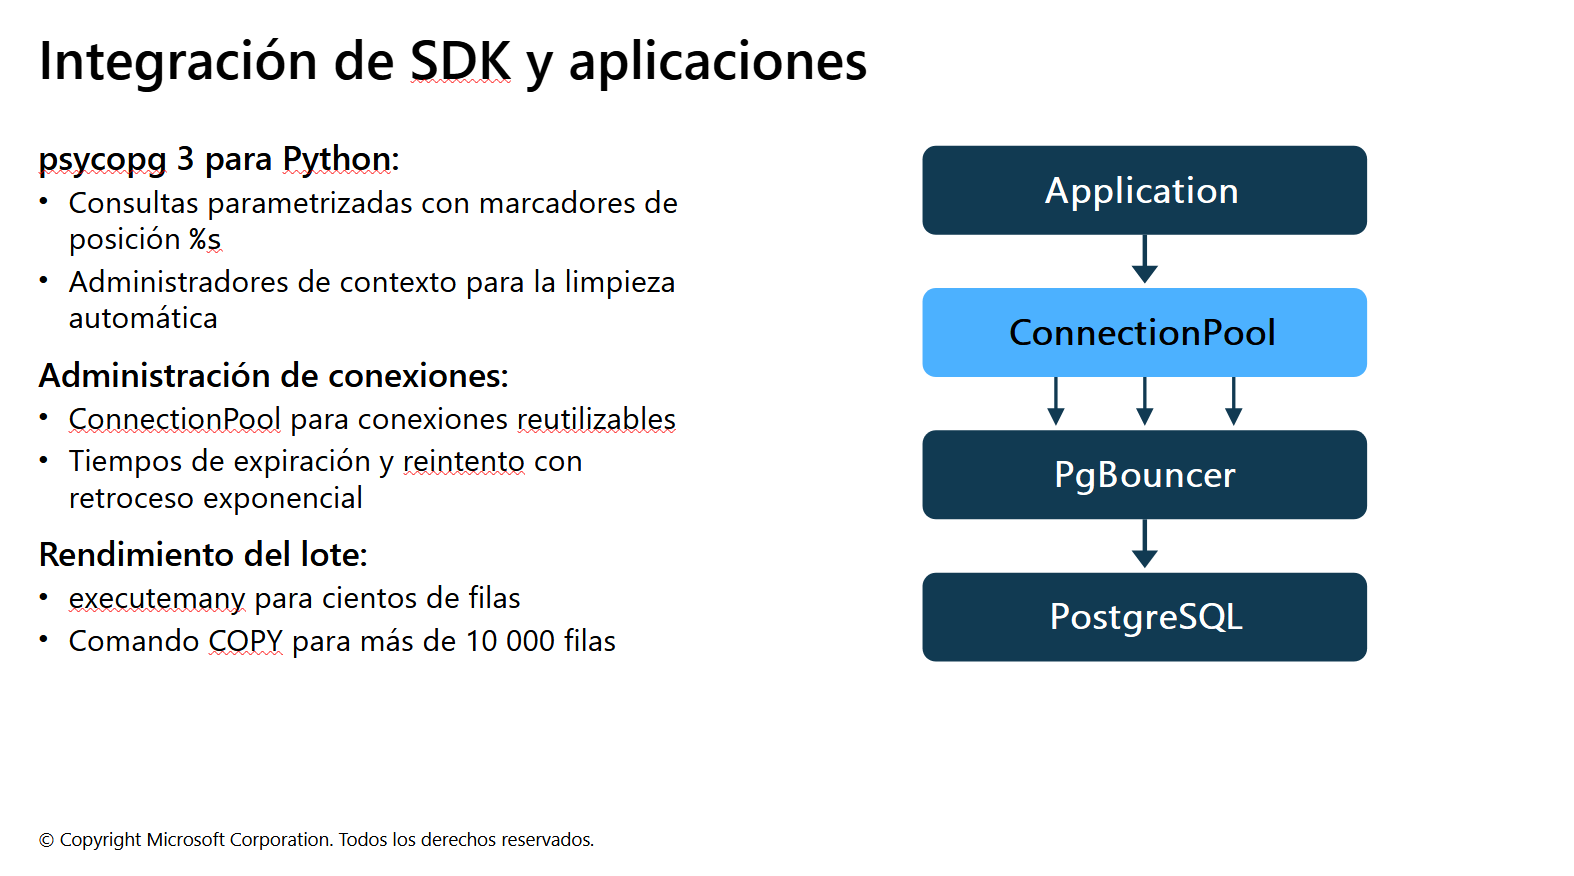 Integración de SDK y aplicaciones
psycopg 3 para Python:
• Consultas parametrizadas con marcadores de
posición %s
• Administradores de contexto para la limpieza
automática
Administración de conexiones:
• ConnectionPool para conexiones reutilizables
• Tiempos de expiración y reintento con
retroceso exponencial
Rendimiento del lote:
• executemany para cientos de filas
• Comando COPY para más de 10 000 filas
Application
ConnectionPool
PgBouncer
PostgreSQL
© Copyright Microsoft Corporation. Todos los derechos reservados.